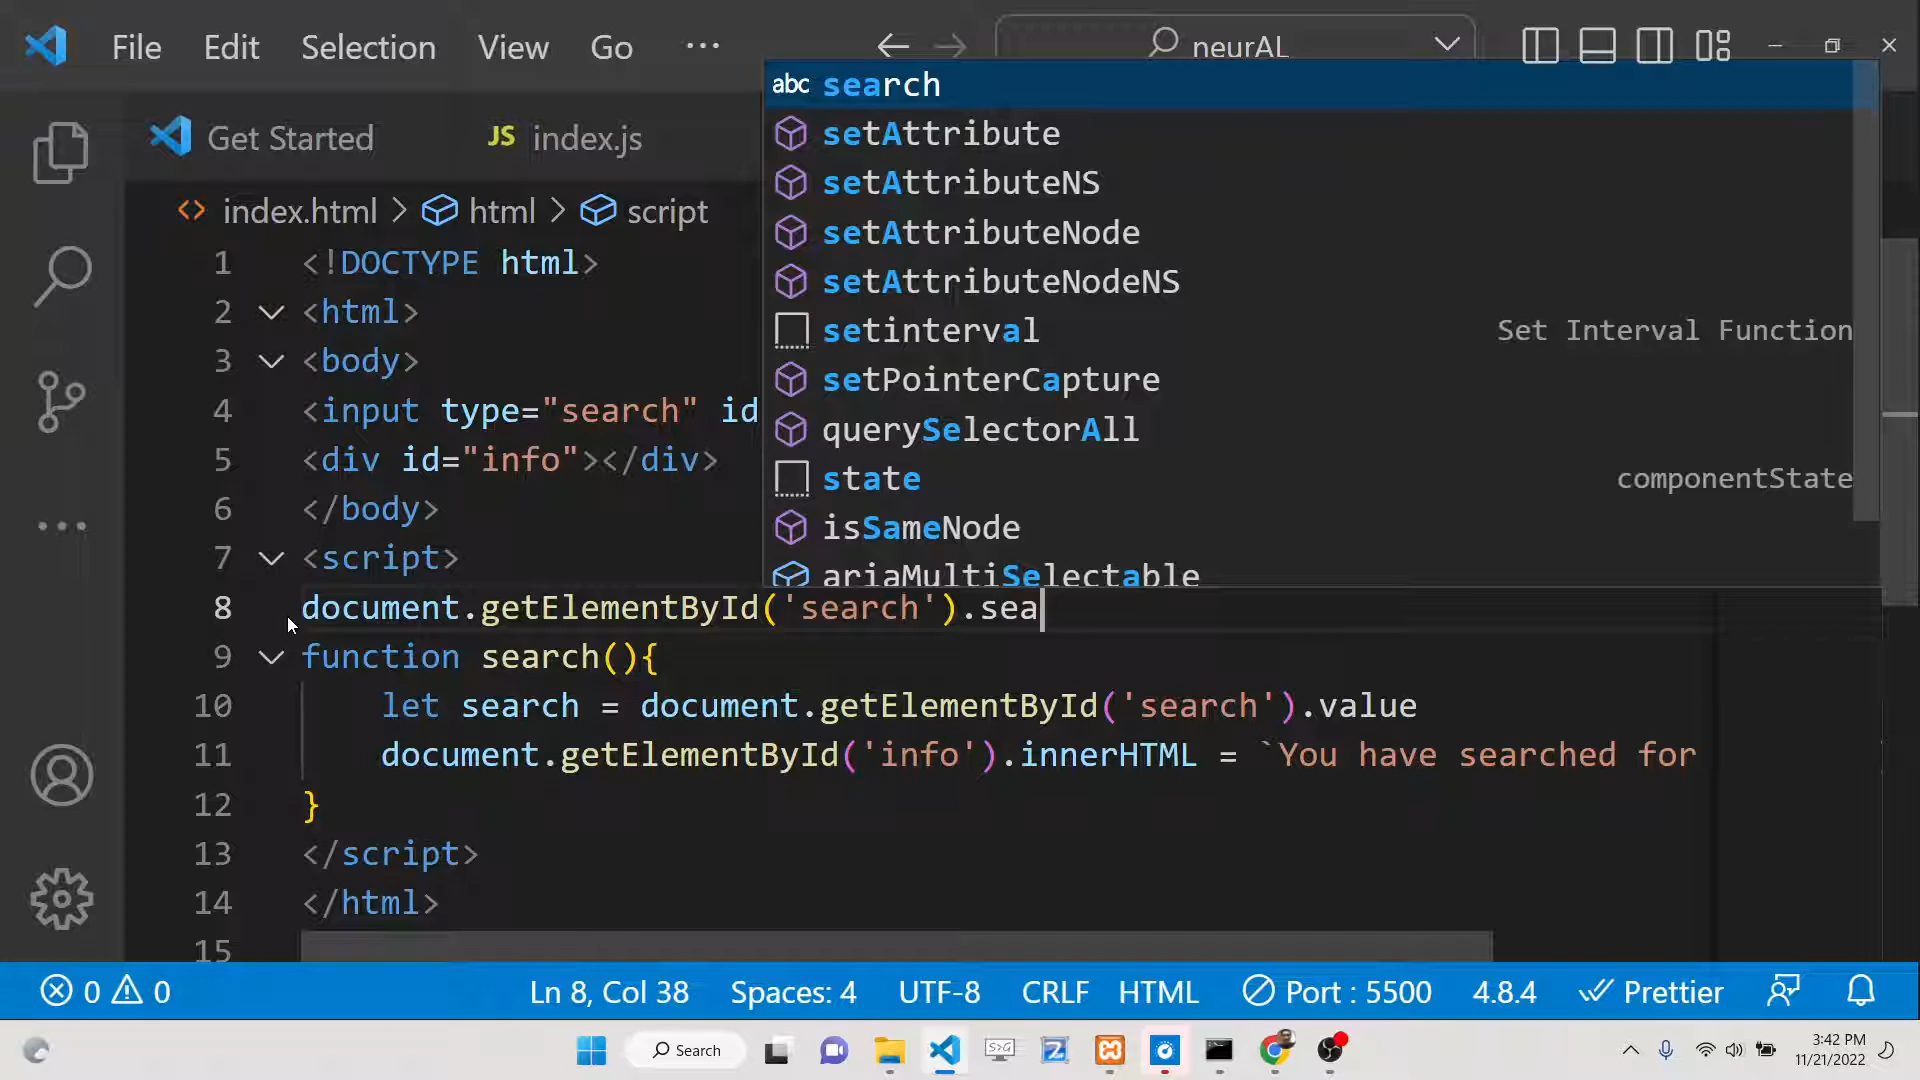 File Edit Selection View Go ... neurAL
Get Started JS index.js
index.html > html > script
abc search
setAttribute
setAttributeNS
setAttributeNode
setAttributeNodeNS
setinterval Set Interval Function
setPointerCapture
querySelectorAll
state componentState
isSameNode
ariaMultiSelectable
1 <!DOCTYPE html>
2 <html>
3 <body>
4 <input type="search" id
5 <div id="info"></div>
6 </body>
7 <script>
8 document.getElementById('search').sea
9 function search(){
10 let search = document.getElementById('search').value
11 document.getElementById('info').innerHTML = `You have searched for
12 }
13 </script>
14 </html>
15
0 0 Ln 8, Col 38 Spaces: 4 UTF-8 CRLF HTML Port : 5500 4.8.4 Prettier
Search S>G 3:42 PM
11/21/2022